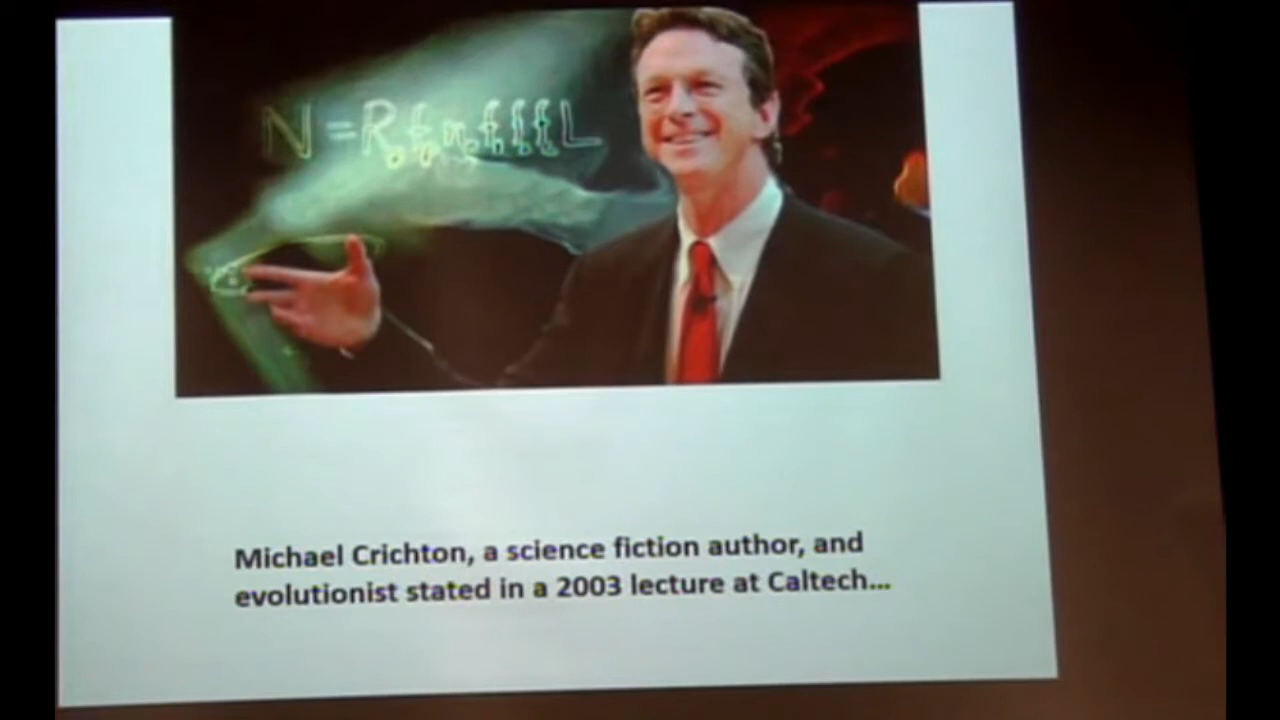 N = R f n f f f L
Michael Crichton, a science fiction author, and
evolutionist stated in a 2003 lecture at Caltech...